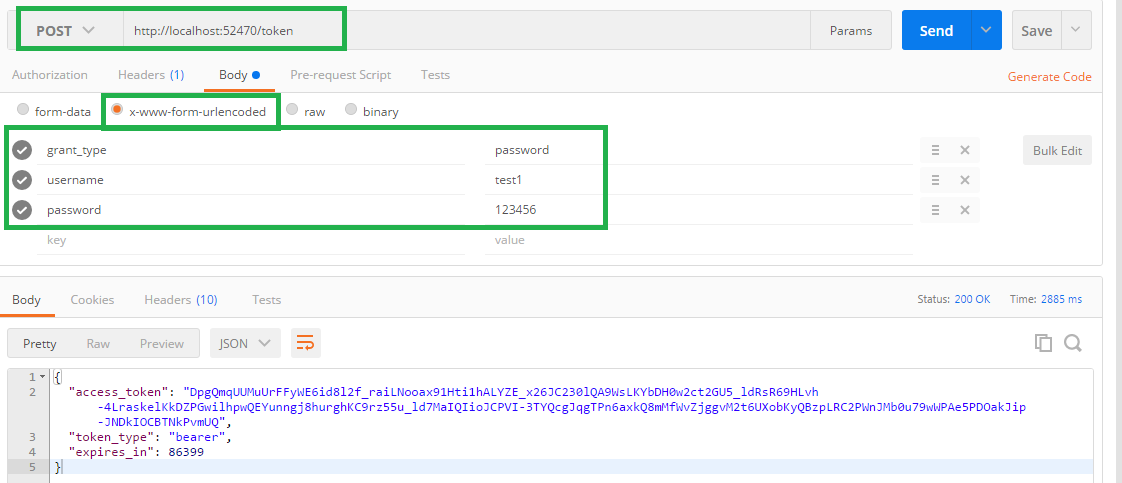 POST http://localhost:52470/token Params Send Save
Authorization Headers (1) Body Pre-request Script Tests Generate Code
form-data x-www-form-urlencoded raw binary
grant_type password Bulk Edit
username test1
password 123456
key value
Body Cookies Headers (10) Tests Status: 200 OK Time: 2885 ms
Pretty Raw Preview JSON
1 {
2 "access_token": "DpgQmqUUMuUrFFyWE6id8l2f_raiLNooax91Hti1hALYZE_x26JC230lQA9WsLKYbDH0w2ct2GU5_ldRsR69HLvh
-4LraskelKkDZPGwilhpwQEYunngj8hurghKC9rz55u_ld7MaIQIioJCPVI-3TYQcgJqgTPn6axkQ8mMfWvZjggvM2t6UXobKyQBzpLRC2PWnJMb0u79wWPAe5PDOakJip
-JNDkIOCBTNkPvmUQ",
3 "token_type": "bearer",
4 "expires_in": 86399
5 }